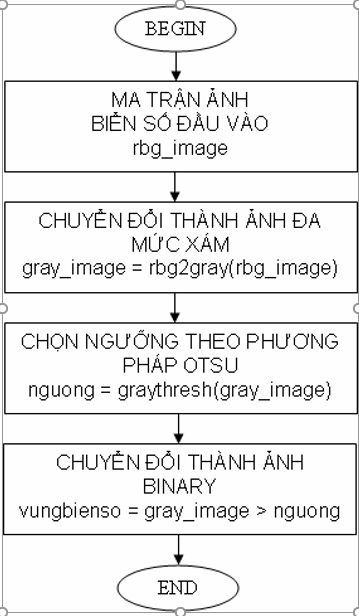 BEGIN
MA TRẬN ẢNH
BIỂN SỐ ĐẦU VÀO
rbg_image
CHUYỂN ĐỔI THÀNH ẢNH ĐA
MỨC XÁM
gray_image = rbg2gray(rbg_image)
CHỌN NGƯỠNG THEO PHƯƠNG
PHÁP OTSU
nguong = graythresh(gray_image)
CHUYỂN ĐỔI THÀNH ẢNH
BINARY
vungbienso = gray_image > nguong
END